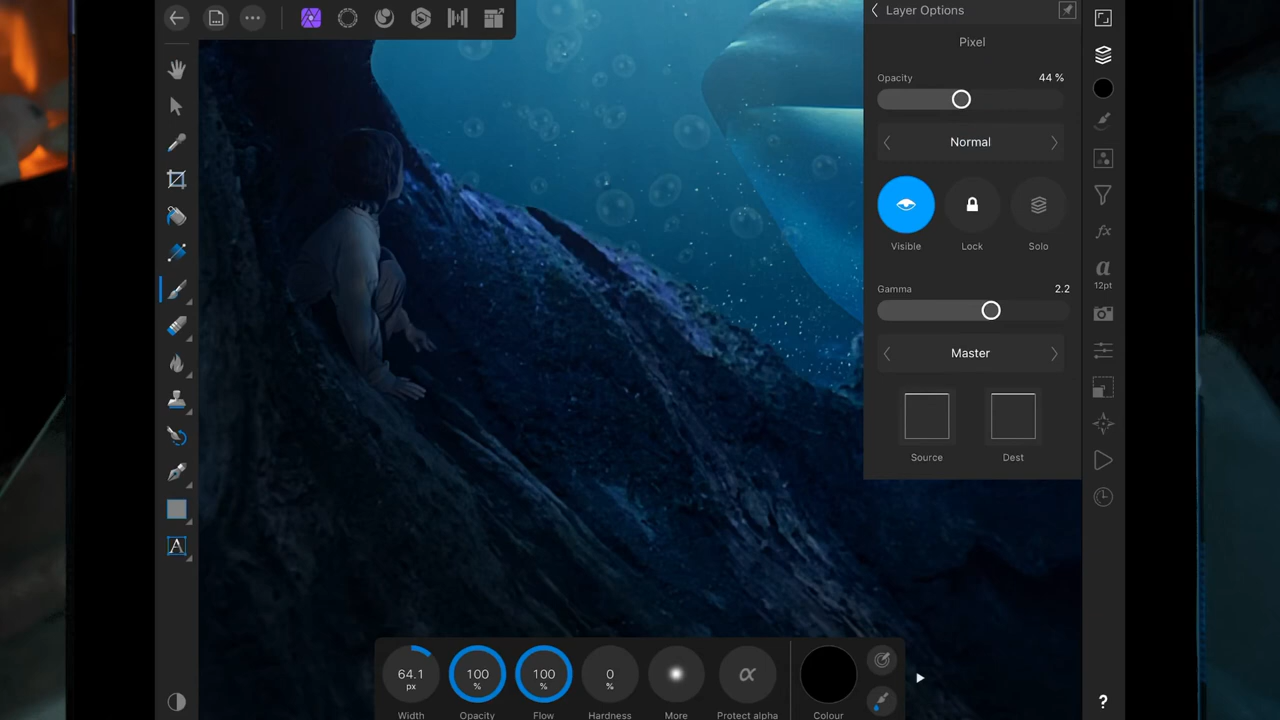 Layer Options
Pixel
Opacity 44 %
Normal
Visible Lock Solo
Gamma 2.2
Master
Source Dest
a
12pt
fx
A
64.1 px
100 %
100 %
0 %
α
Width Opacity Flow Hardness More Protect alpha Colour
?